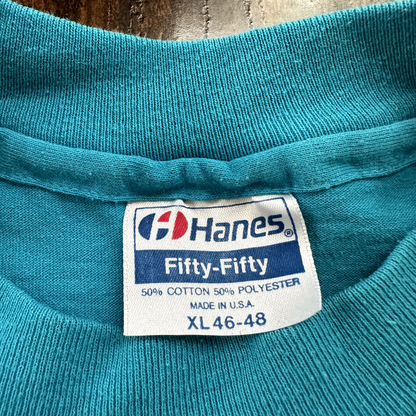 Hanes®
Fifty-Fifty
50% COTTON 50% POLYESTER
MADE IN U.S.A.
XL 46-48